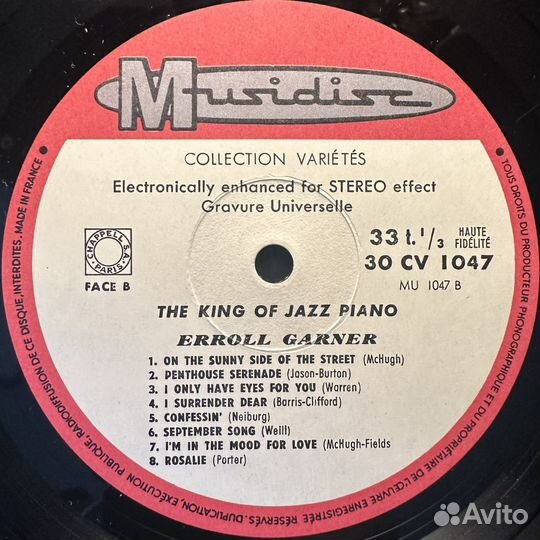 Musidisc
COLLECTION VARIÉTÉS
Electronically enhanced for STEREO effect
Gravure Universelle
CHAPPELL S.A.
PARIS
FACE B
33 t. 1/3 HAUTE FIDÉLITÉ
30 CV 1047
MU 1047 B
THE KING OF JAZZ PIANO
ERROLL GARNER
1. ON THE SUNNY SIDE OF THE STREET (McHugh)
2. PENTHOUSE SERENADE (Jason-Burton)
3. I ONLY HAVE EYES FOR YOU (Warren)
4. I SURRENDER DEAR (Barris-Clifford)
5. CONFESSIN' (Neiburg)
6. SEPTEMBER SONG (Weill)
7. I'M IN THE MOOD FOR LOVE (McHugh-Fields
8. ROSALIE (Porter)
TOUS DROITS DU PRODUCTEUR PHONOGRAPHIQUE ET DU PROPRIÉTAIRE DE L'ŒUVRE ENREGISTRÉE RÉSERVÉS. DUPLICATION, EXÉCUTION PUBLIQUE, RADIODIFFUSION DE CE DISQUE, INTERDITES. MADE IN FRANCE
Avito